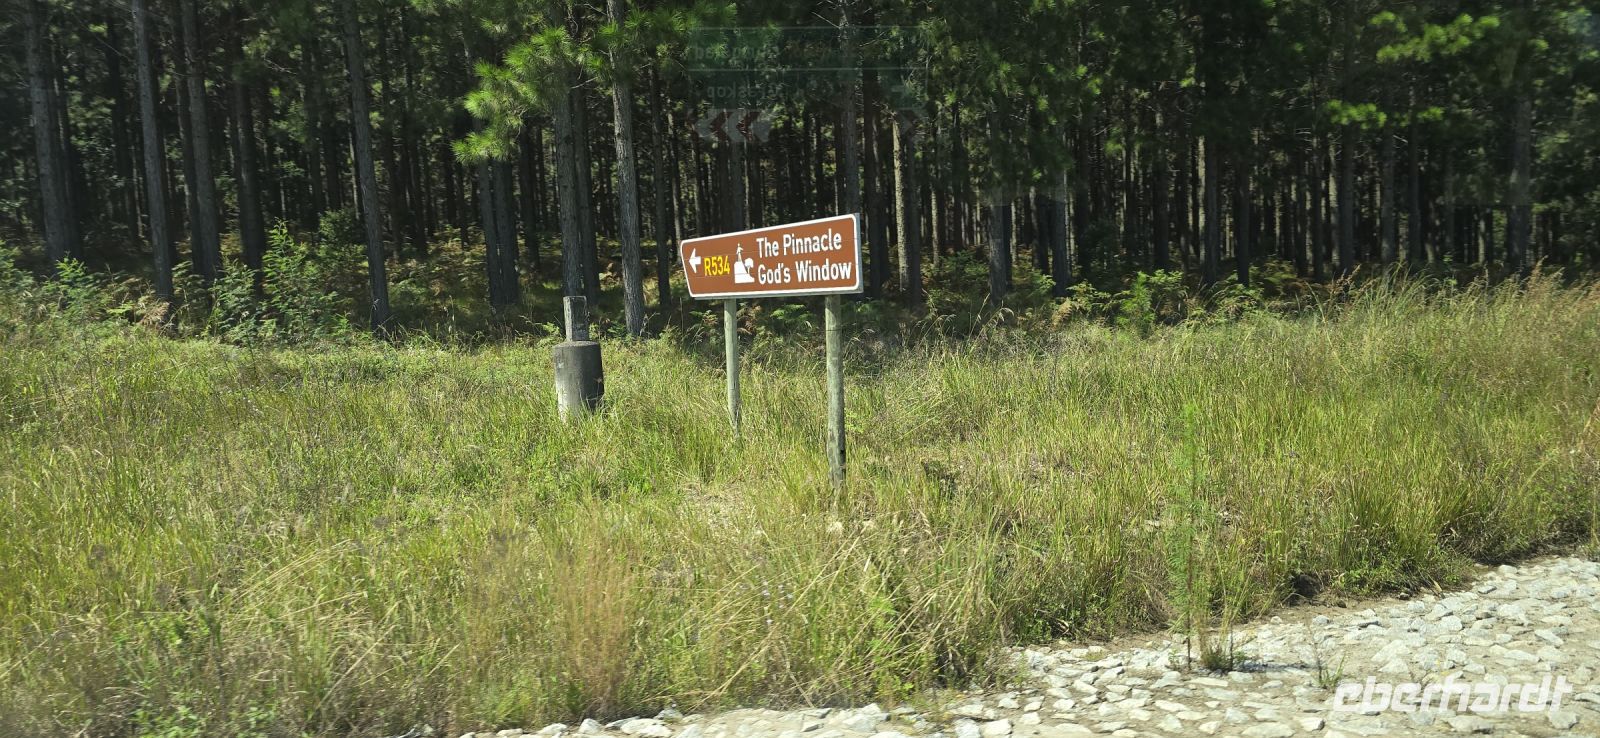 The Pinnacle
R534 God's Window
eberhardt